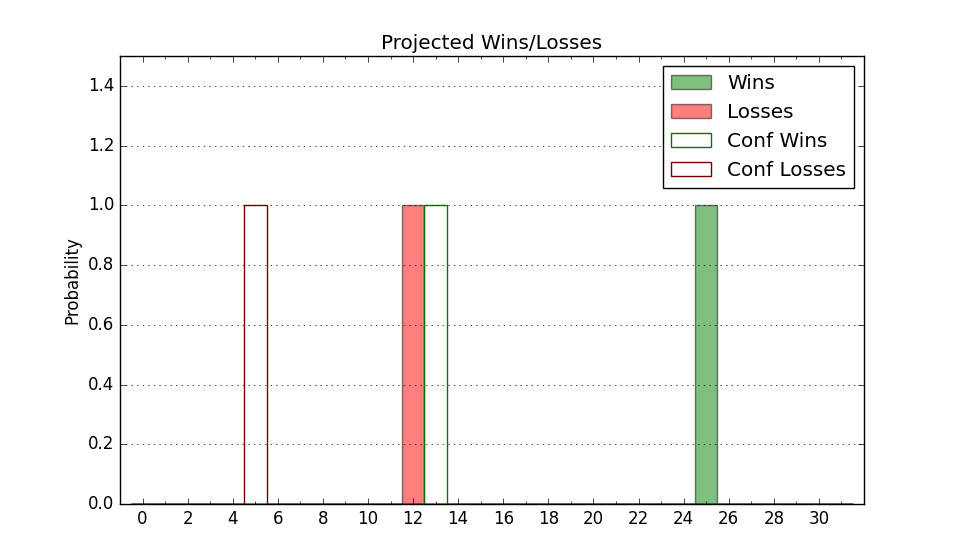 Projected Wins/Losses
Wins
Losses
Conf Wins
Conf Losses
Probability
1.4
1.2
1.0
0.8
0.6
0.4
0.2
0.0
0 2 4 6 8 10 12 14 16 18 20 22 24 26 28 30